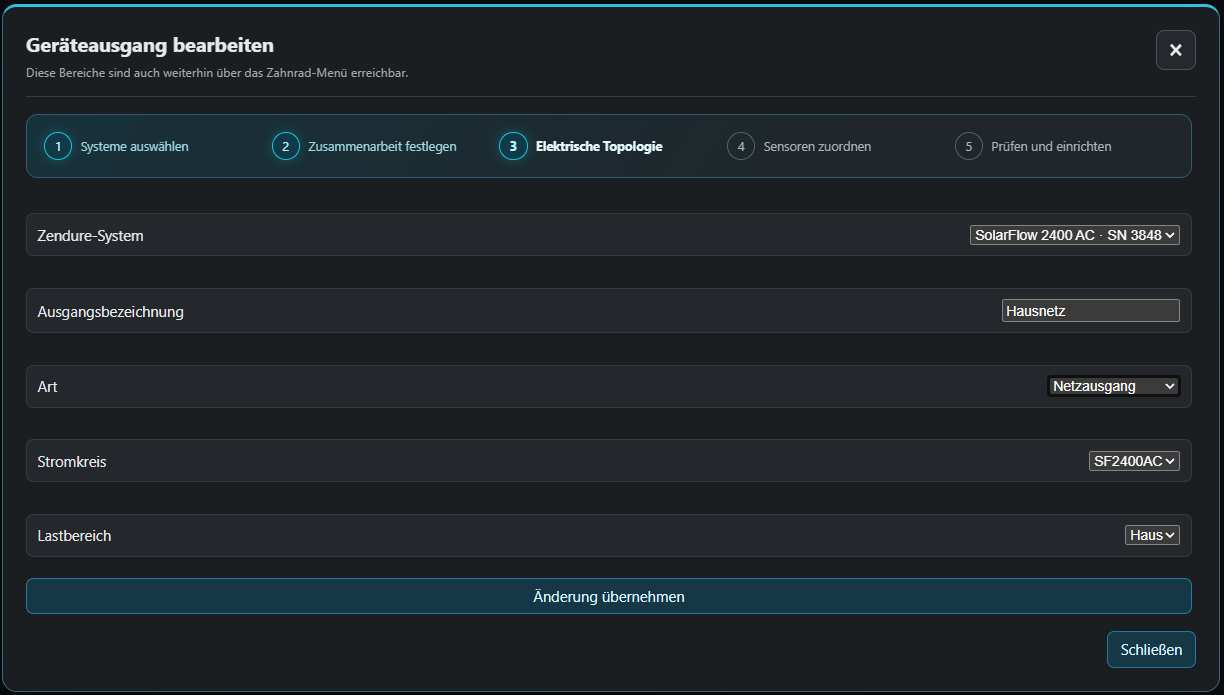 Geräteausgang bearbeiten
Diese Bereiche sind auch weiterhin über das Zahnrad-Menü erreichbar.
1 Systeme auswählen 2 Zusammenarbeit festlegen 3 Elektrische Topologie 4 Sensoren zuordnen 5 Prüfen und einrichten
Zendure-System SolarFlow 2400 AC · SN 3848
Ausgangsbezeichnung Hausnetz
Art Netzausgang
Stromkreis SF2400AC
Lastbereich Haus
Änderung übernehmen
Schließen